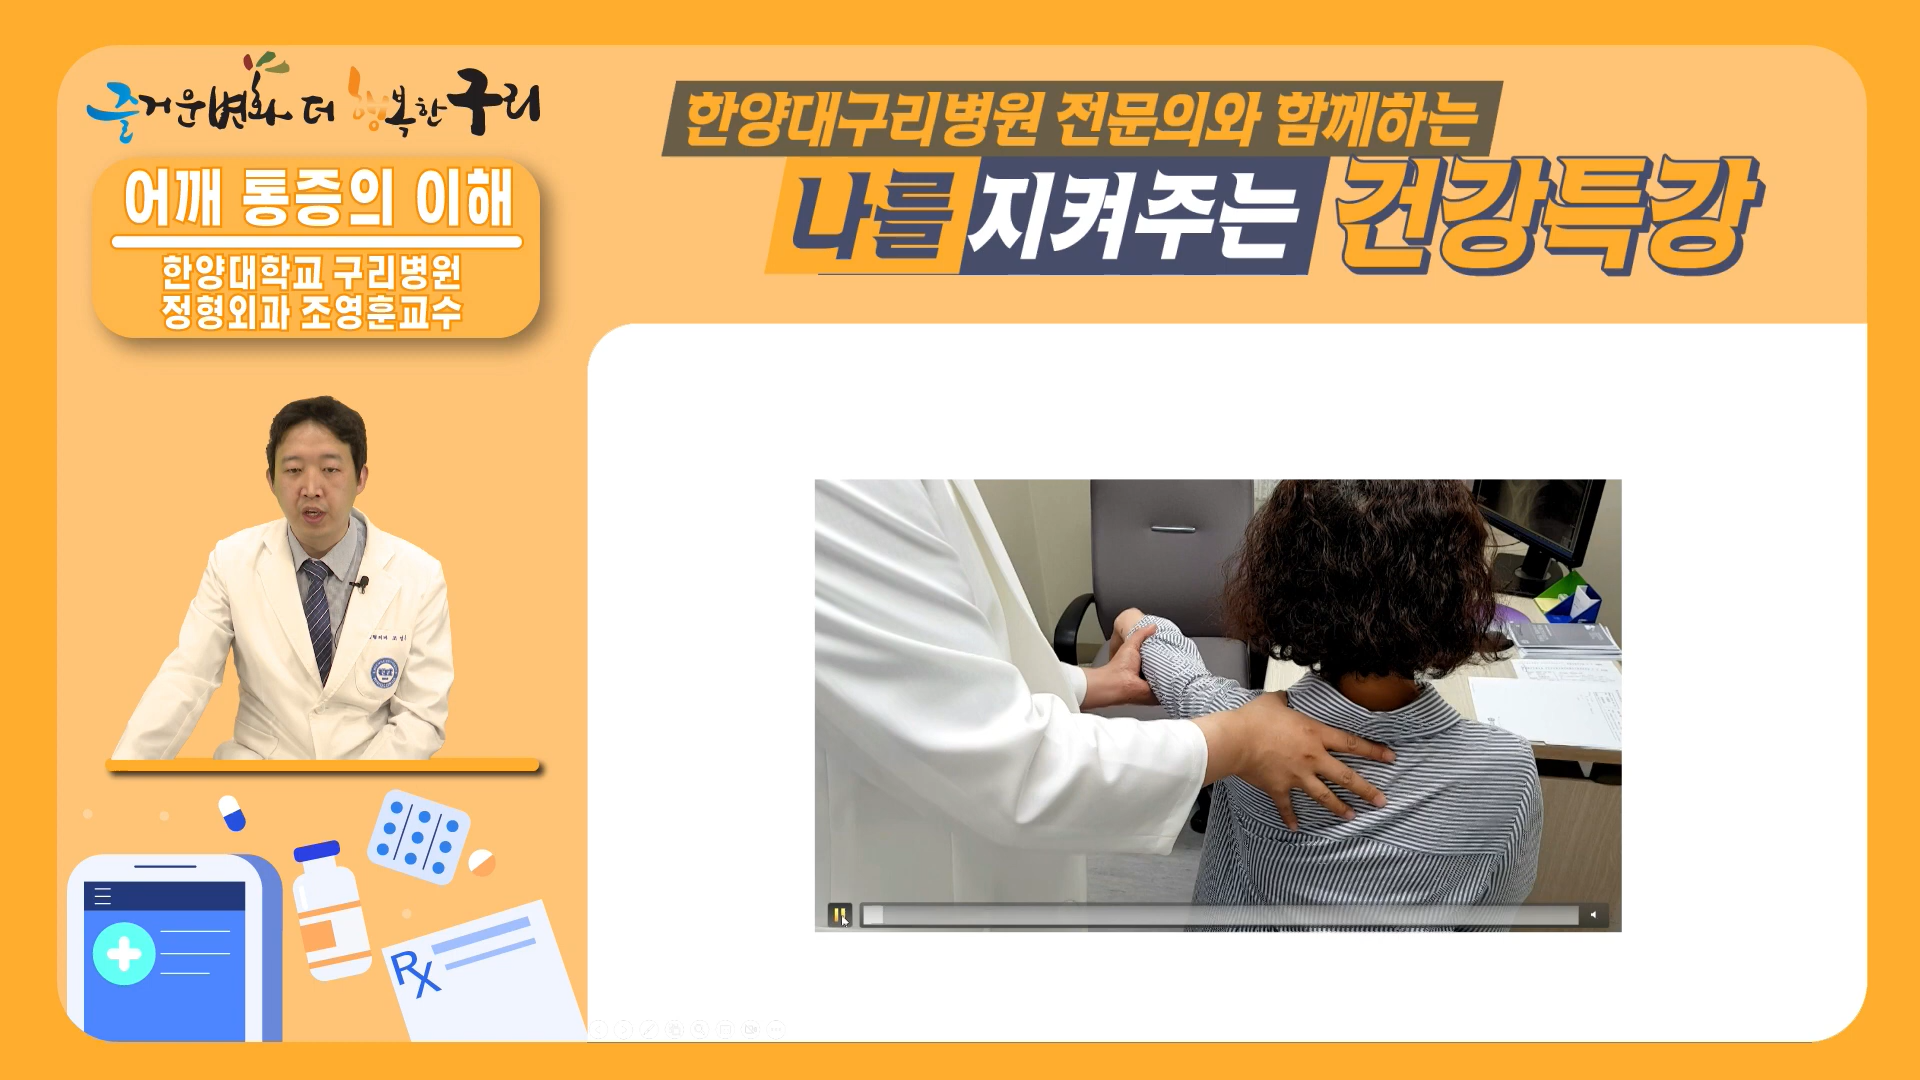 즐거운변화 더 행복한 구리
어깨 통증의 이해
한양대학교 구리병원
정형외과 조영훈교수
한양대구리병원 전문의와 함께하는
나를 지켜주는 건강특강
Rx